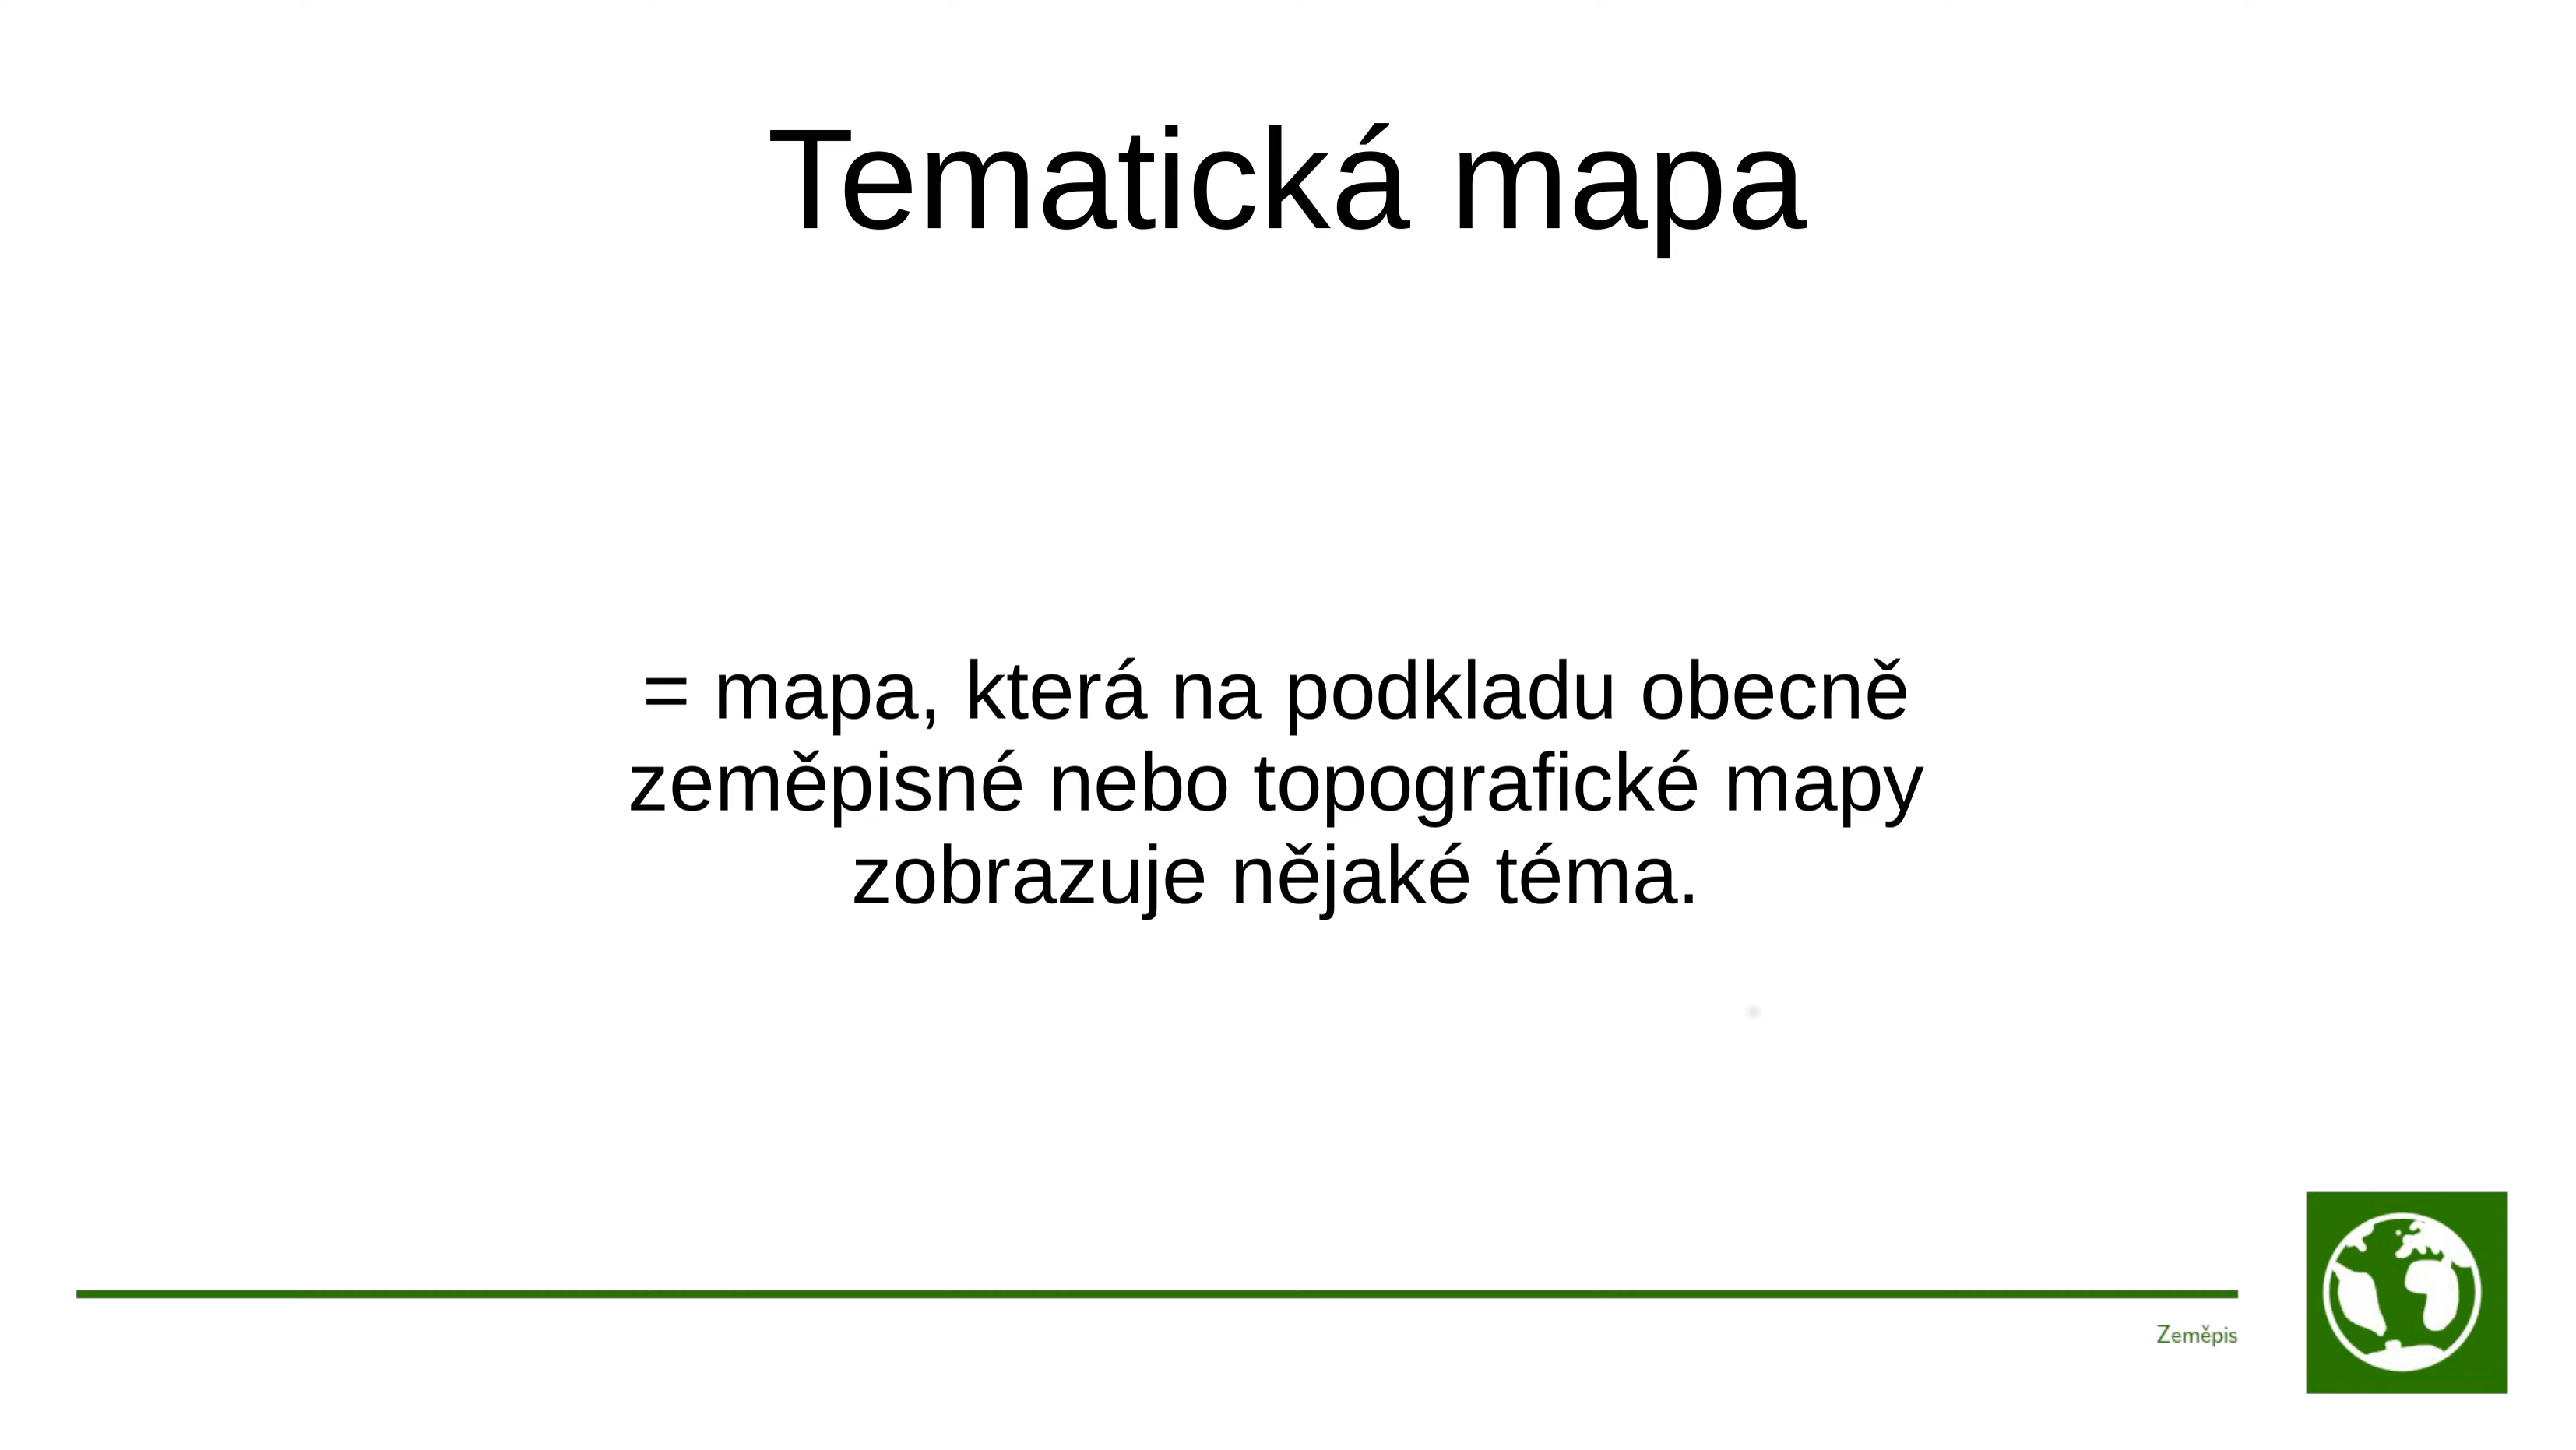 Tematická mapa
= mapa, která na podkladu obecně
zeměpisné nebo topografické mapy
zobrazuje nějaké téma.
Zeměpis